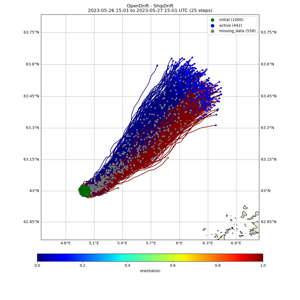 OpenDrift - ShipDrift
2023-05-26 15:01 to 2023-05-27 15:01 UTC (25 steps)
initial (1000)
active (442)
missing_data (558)
63.75°N 63.75°N
63.6°N 63.6°N
63.45°N 63.45°N
63.3°N 63.3°N
63.15°N 63.15°N
63°N 63°N
62.85°N 62.85°N
4.8°E 5.1°E 5.4°E 5.7°E 6°E 6.3°E 6.6°E
0.0 0.2 0.4 0.6 0.8 1.0
orientation